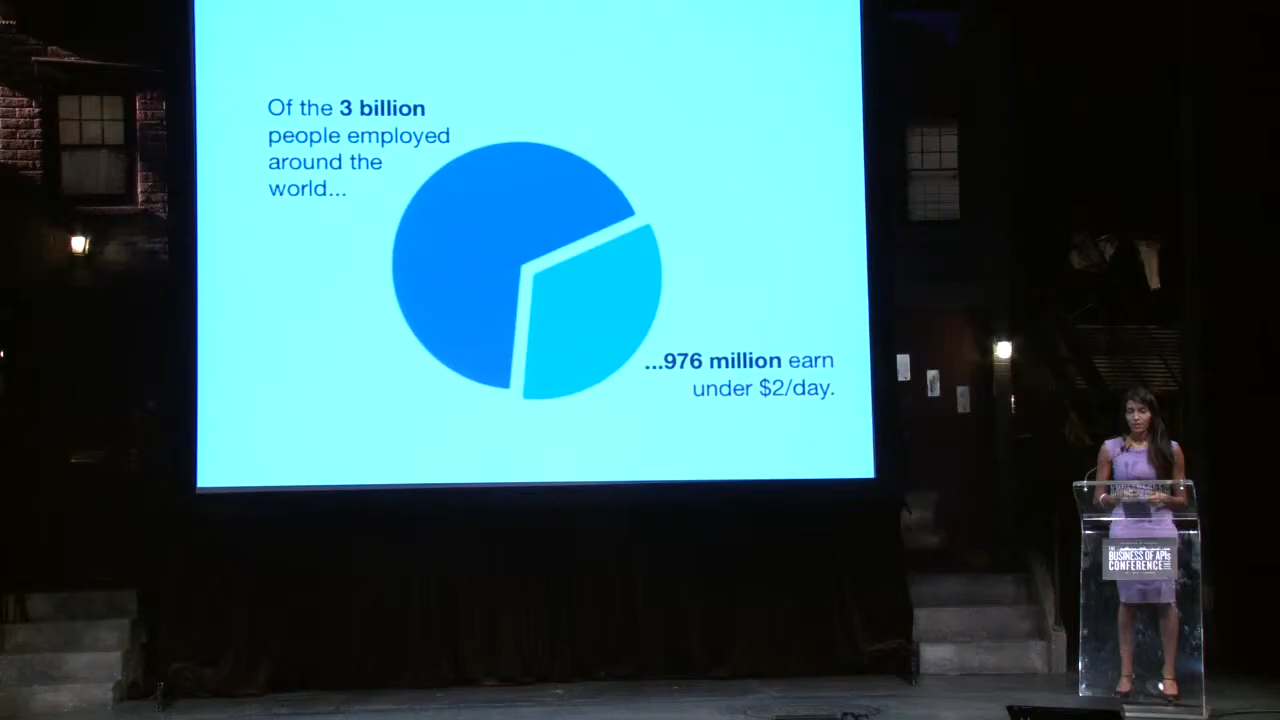 Of the 3 billion
people employed
around the
world...
...976 million earn
under $2/day.
THE
BUSINESS OF APIs
CONFERENCE